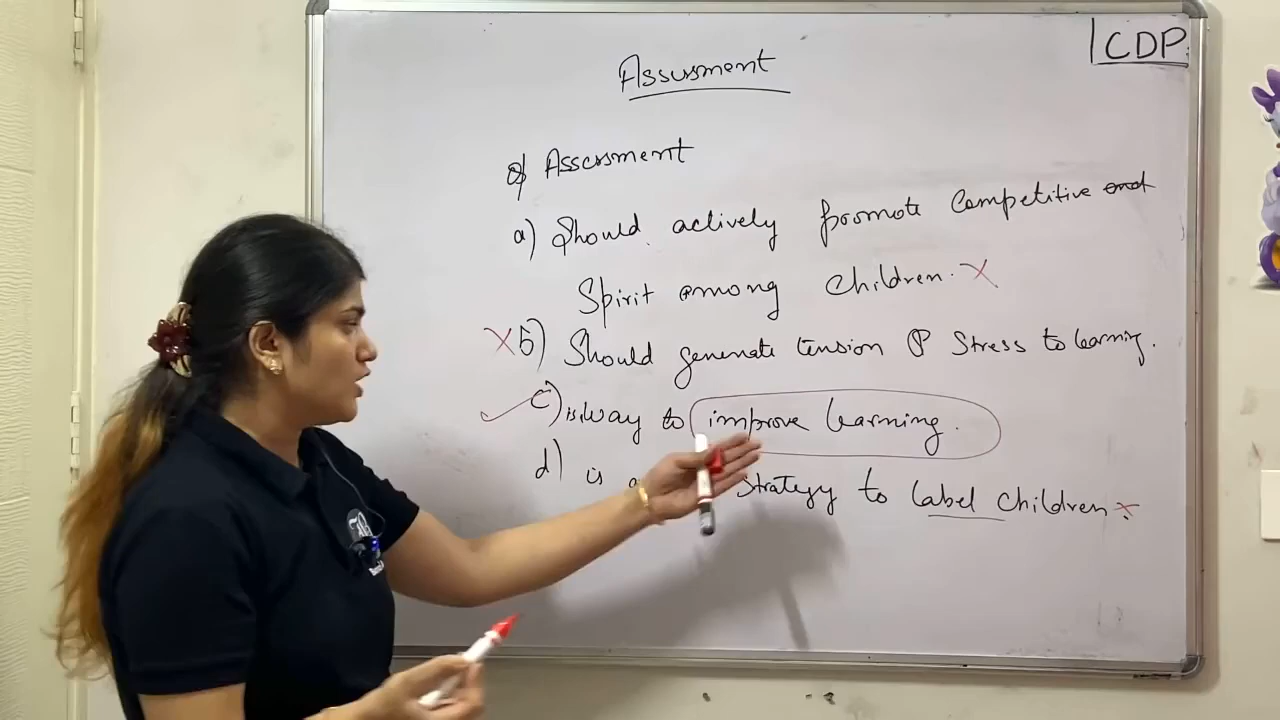 CDP
Assessment
Q) Assessment
a) Should actively promote Competitive and
Spirit among Children. X
X b) Should generate tension & Stress to learning.
c) is way to improve learning.
d) is a strategy to label Children. X